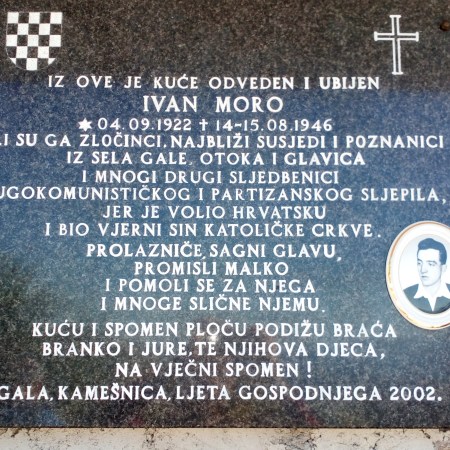 IZ OVE JE KUĆE ODVEDEN I UBIJEN
IVAN MORO
✶ 04.09.1922 † 14-15.08.1946
SU GA ZLOČINCI, NAJBLIŽI SUSJEDI I POZNANICI
IZ SELA GALE, OTOKA I GLAVICA
I MNOGI DRUGI SLJEDBENICI
UGOKOMUNISTIČKOG I PARTIZANSKOG SLJEPILA,
JER JE VOLIO HRVATSKU
I BIO VJERNI SIN KATOLIČKE CRKVE.
PROLAZNIČE SAGNI GLAVU,
PROMISLI MALKO
I POMOLI SE ZA NJEGA
I MNOGE SLIČNE NJEMU.
KUĆU I SPOMEN PLOČU PODIŽU BRAĆA
BRANKO I JURE, TE NJIHOVA DJECA,
NA VJEČNI SPOMEN !
GALA, KAMEŠNICA, LJETA GOSPODNJEGA 2002.